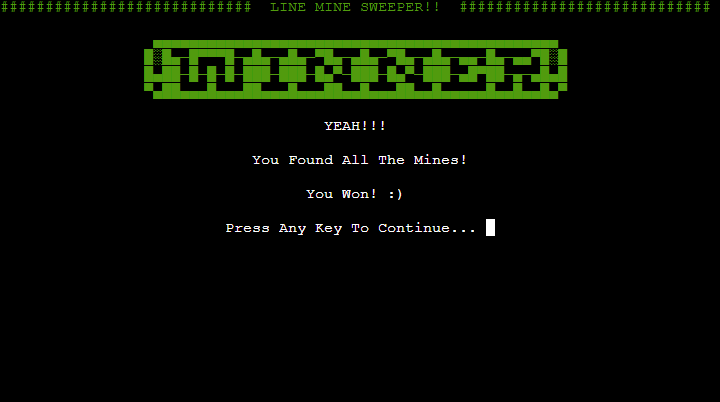 ############################  LINE MINE SWEEPER!!  ############################
YEAH!!!
You Found All The Mines!
You Won! :)
Press Any Key To Continue...